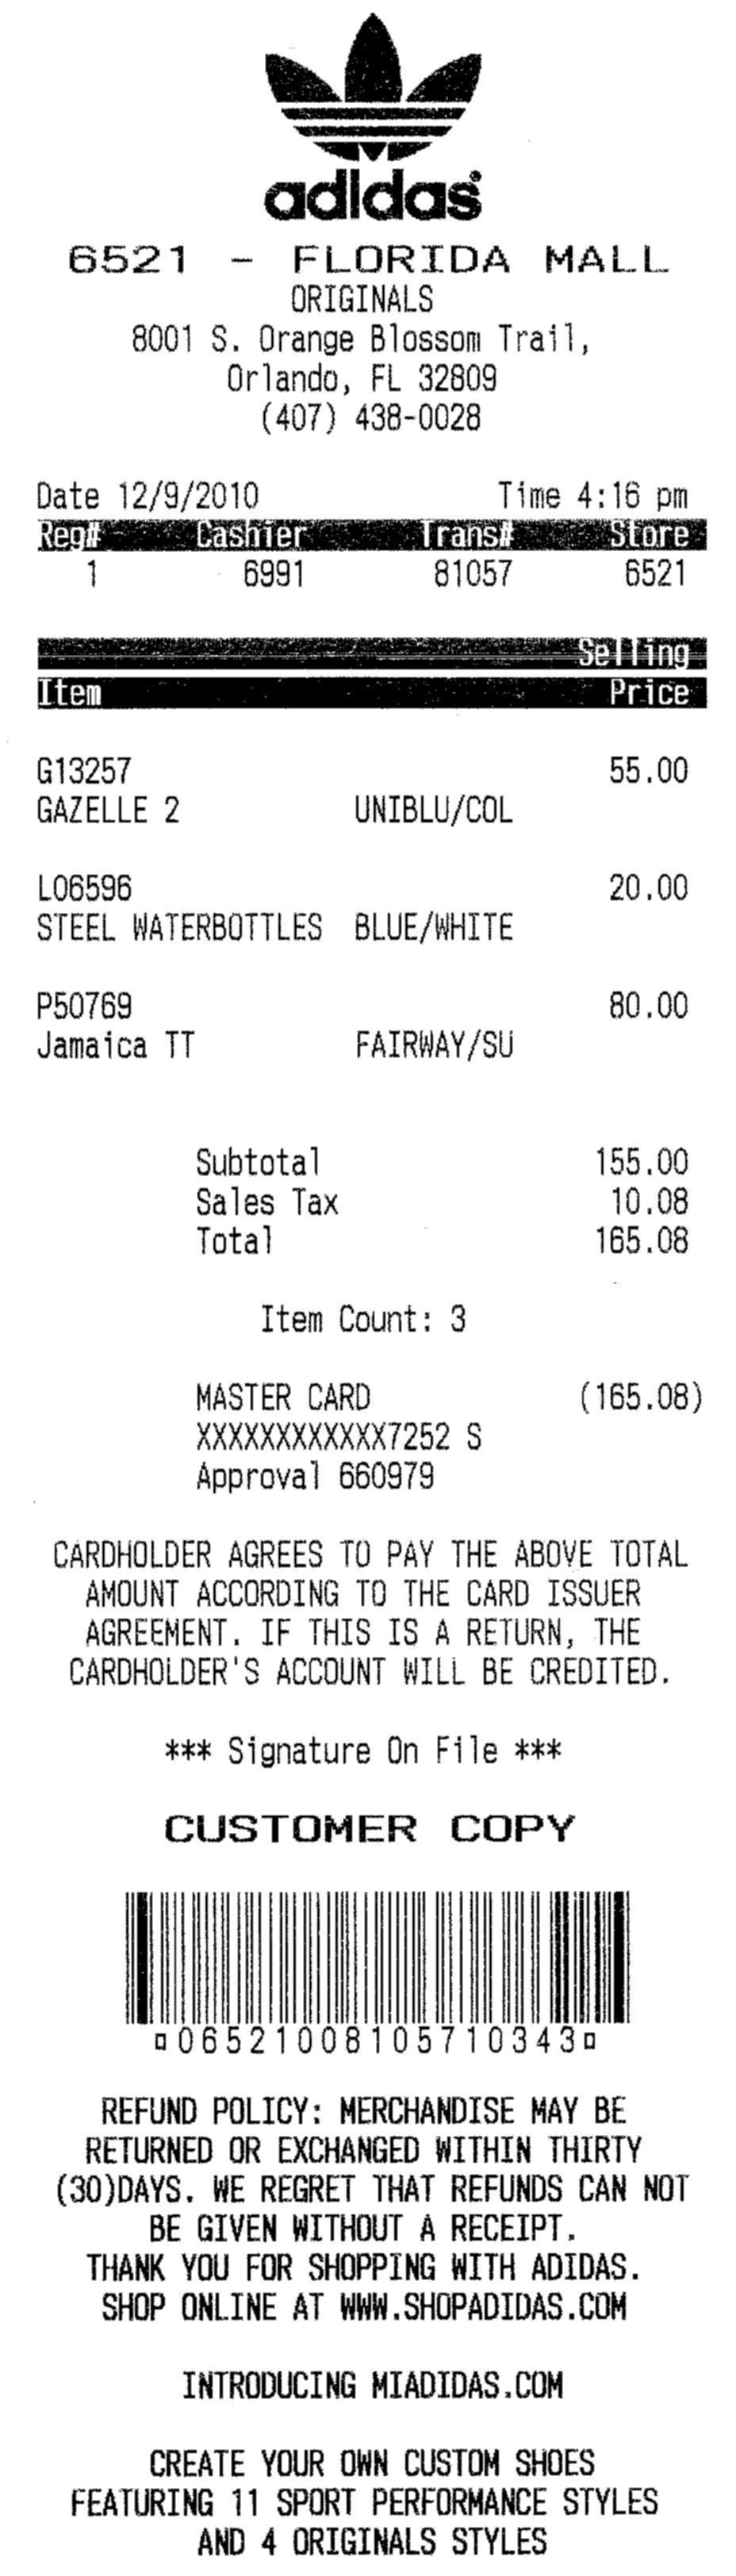 adidas
6521 - FLORIDA MALL
ORIGINALS
8001 S. Orange Blossom Trail,
Orlando, FL 32809
(407) 438-0028
Date 12/9/2010 Time 4:16 pm
Reg# Cashier Trans# Store
1 6991 81057 6521
Selling
Item Price
G13257 55.00
GAZELLE 2 UNIBLU/COL
L06596 20.00
STEEL WATERBOTTLES BLUE/WHITE
P50769 80.00
Jamaica TT FAIRWAY/SU
Subtotal 155.00
Sales Tax 10.08
Total 165.08
Item Count: 3
MASTER CARD (165.08)
XXXXXXXXXXXX7252 S
Approval 660979
CARDHOLDER AGREES TO PAY THE ABOVE TOTAL
AMOUNT ACCORDING TO THE CARD ISSUER
AGREEMENT. IF THIS IS A RETURN, THE
CARDHOLDER'S ACCOUNT WILL BE CREDITED.
*** Signature On File ***
CUSTOMER COPY
¤06521008105710343¤
REFUND POLICY: MERCHANDISE MAY BE
RETURNED OR EXCHANGED WITHIN THIRTY
(30)DAYS. WE REGRET THAT REFUNDS CAN NOT
BE GIVEN WITHOUT A RECEIPT.
THANK YOU FOR SHOPPING WITH ADIDAS.
SHOP ONLINE AT WWW.SHOPADIDAS.COM
INTRODUCING MIADIDAS.COM
CREATE YOUR OWN CUSTOM SHOES
FEATURING 11 SPORT PERFORMANCE STYLES
AND 4 ORIGINALS STYLES